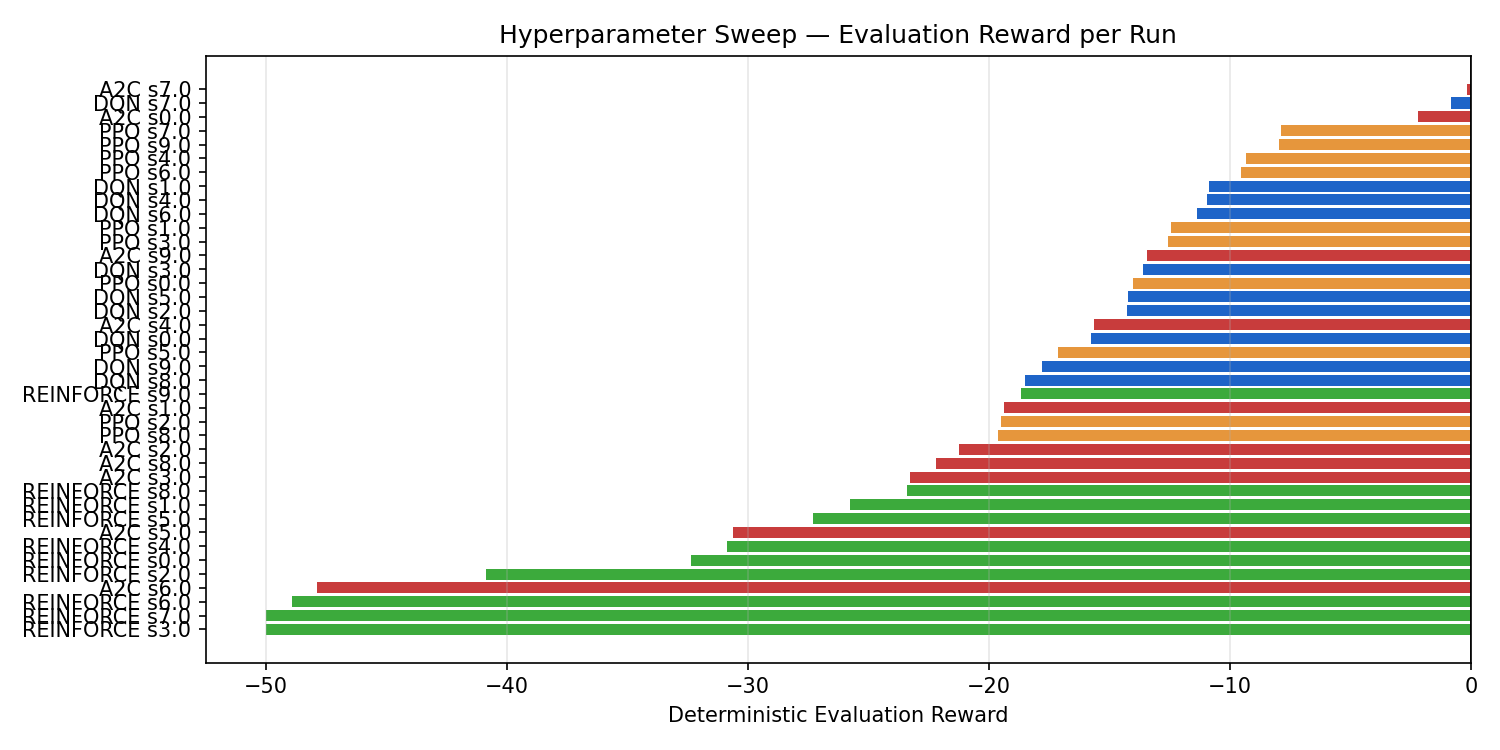 Hyperparameter Sweep — Evaluation Reward per Run
A2C s7.0
DQN s7.0
A2C s0.0
PPO s7.0
PPO s9.0
PPO s4.0
PPO s6.0
DQN s1.0
DQN s4.0
DQN s6.0
PPO s1.0
PPO s3.0
A2C s9.0
DQN s3.0
PPO s0.0
DQN s5.0
DQN s2.0
A2C s4.0
DQN s0.0
PPO s5.0
DQN s9.0
DQN s8.0
REINFORCE s9.0
A2C s1.0
PPO s2.0
PPO s8.0
A2C s2.0
A2C s8.0
A2C s3.0
REINFORCE s8.0
REINFORCE s1.0
REINFORCE s5.0
A2C s5.0
REINFORCE s4.0
REINFORCE s0.0
REINFORCE s2.0
A2C s6.0
REINFORCE s6.0
REINFORCE s7.0
REINFORCE s3.0
−50 −40 −30 −20 −10 0
Deterministic Evaluation Reward